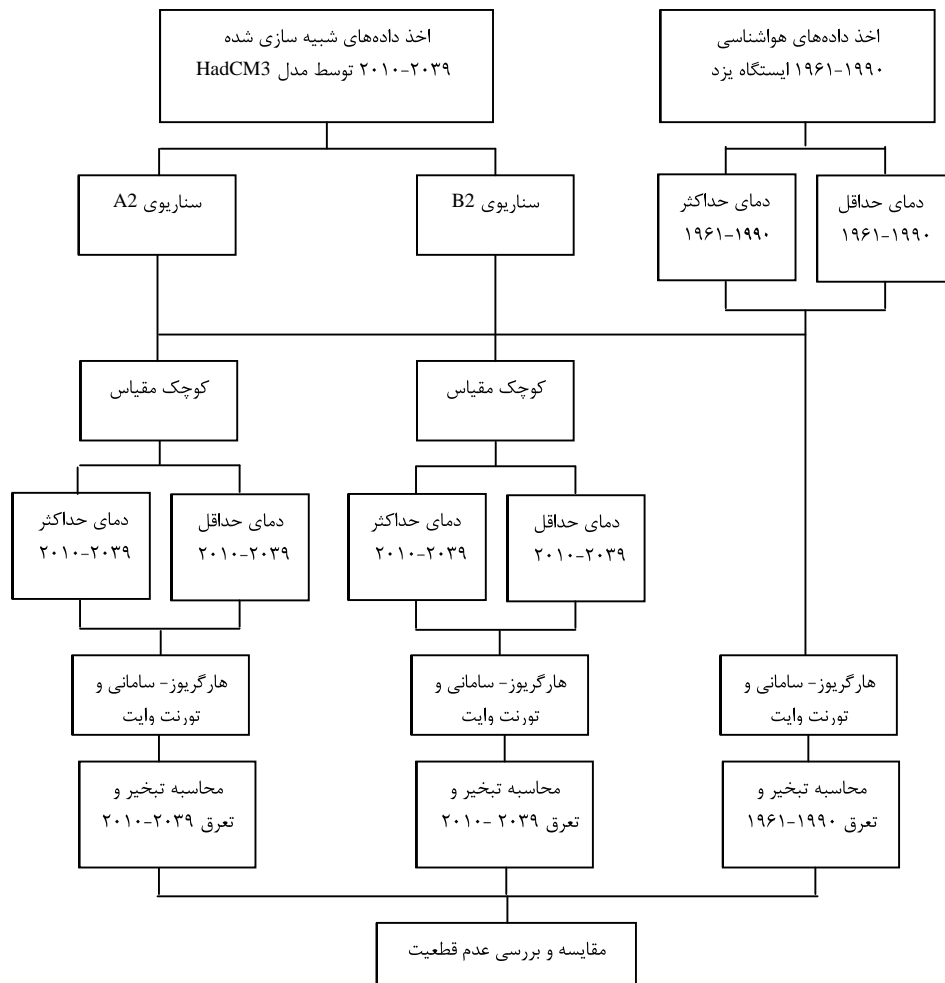 اخذ داده‌های هواشناسی
۱۹۶۱-۱۹۹۰ ایستگاه یزد
اخذ داده‌های شبیه سازی شده
۲۰۱۰-۲۰۳۹ توسط مدل HadCM3
دمای حداقل
۱۹۶۱-۱۹۹۰
دمای حداکثر
۱۹۶۱-۱۹۹۰
سناریوی B2
سناریوی A2
کوچک مقیاس
کوچک مقیاس
دمای حداقل
۲۰۱۰-۲۰۳۹
دمای حداکثر
۲۰۱۰-۲۰۳۹
دمای حداقل
۲۰۱۰-۲۰۳۹
دمای حداکثر
۲۰۱۰-۲۰۳۹
هارگریوز- سامانی و
تورنت وایت
هارگریوز- سامانی و
تورنت وایت
هارگریوز- سامانی و
تورنت وایت
محاسبه تبخیر و
تعرق ۱۹۹۰-۱۹۶۱
محاسبه تبخیر و
تعرق ۲۰۳۹ -۲۰۱۰
محاسبه تبخیر و
تعرق ۲۰۳۹-۲۰۱۰
مقایسه و بررسی عدم قطعیت